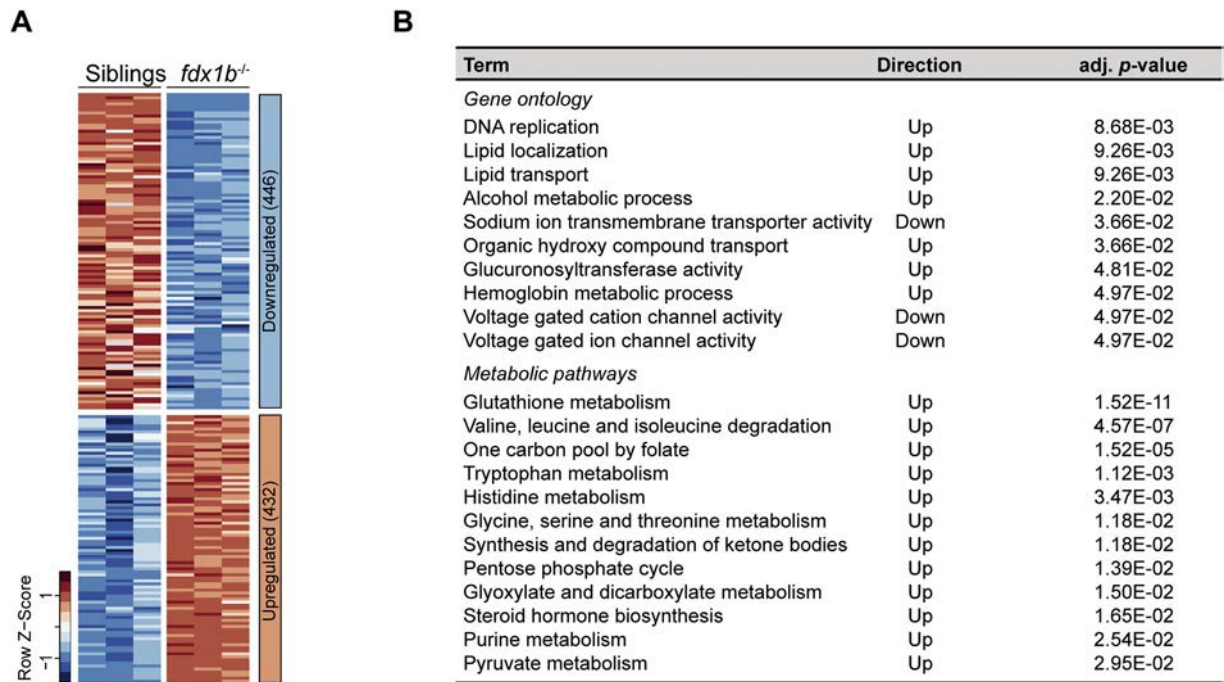 A
Siblings fdx1b-/-
Downregulated (446)
Upregulated (432)
Row Z-Score
1
−1
B
Term Direction adj. p-value
Gene ontology
DNA replication Up 8.68E-03
Lipid localization Up 9.26E-03
Lipid transport Up 9.26E-03
Alcohol metabolic process Up 2.20E-02
Sodium ion transmembrane transporter activity Down 3.66E-02
Organic hydroxy compound transport Up 3.66E-02
Glucuronosyltransferase activity Up 4.81E-02
Hemoglobin metabolic process Up 4.97E-02
Voltage gated cation channel activity Down 4.97E-02
Voltage gated ion channel activity Down 4.97E-02
Metabolic pathways
Glutathione metabolism Up 1.52E-11
Valine, leucine and isoleucine degradation Up 4.57E-07
One carbon pool by folate Up 1.52E-05
Tryptophan metabolism Up 1.12E-03
Histidine metabolism Up 3.47E-03
Glycine, serine and threonine metabolism Up 1.18E-02
Synthesis and degradation of ketone bodies Up 1.18E-02
Pentose phosphate cycle Up 1.39E-02
Glyoxylate and dicarboxylate metabolism Up 1.50E-02
Steroid hormone biosynthesis Up 1.65E-02
Purine metabolism Up 2.54E-02
Pyruvate metabolism Up 2.95E-02